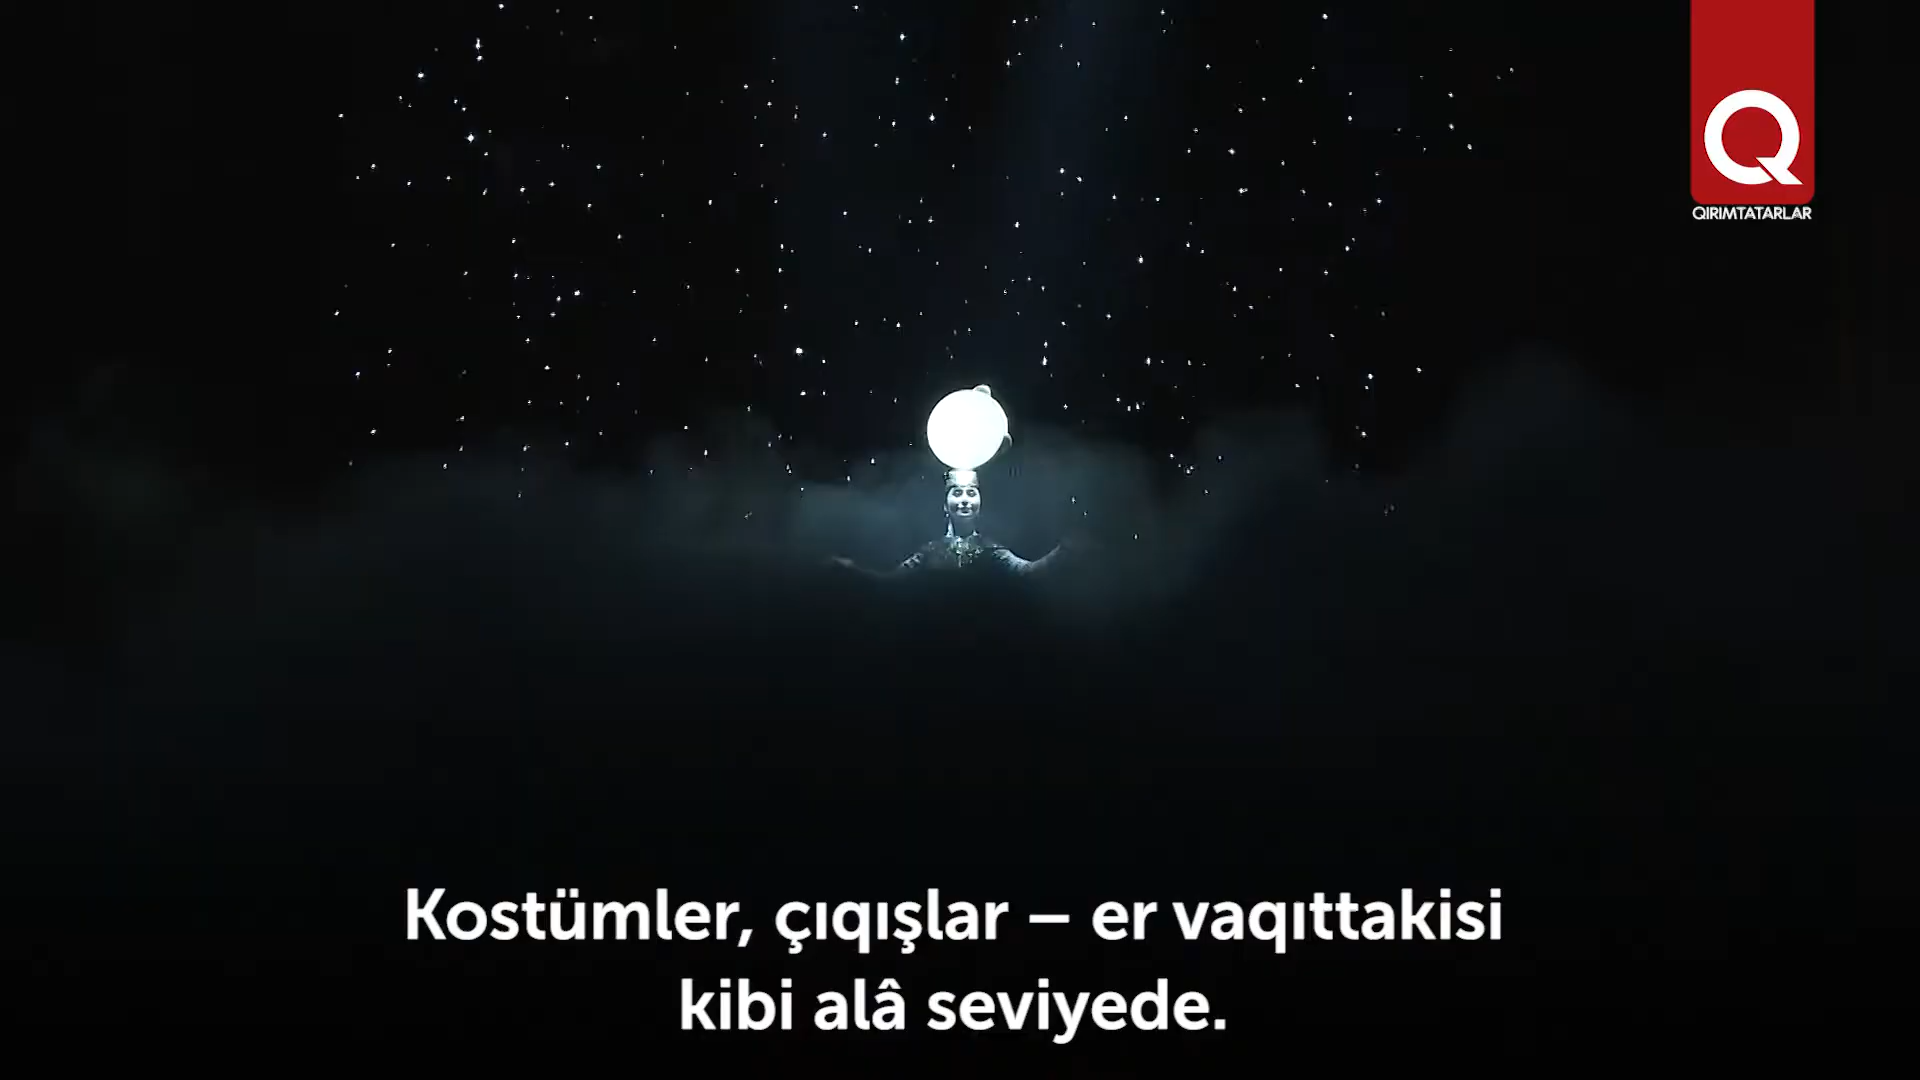 QIRIMTATARLAR
Kostümler, çıqışlar – er vaqıttakisi
kibi alâ seviyede.